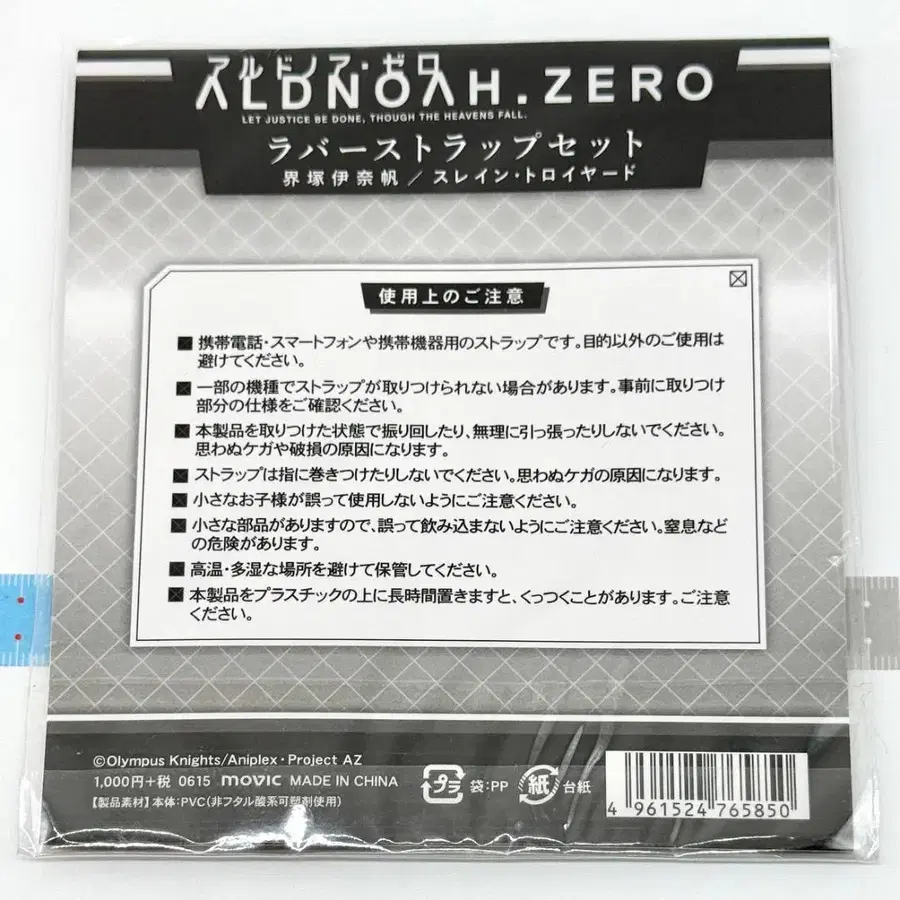 アルドノア・ゼロ
ALDNOAH.ZERO
LET JUSTICE BE DONE, THOUGH THE HEAVENS FALL.
ラバーストラップセット
界塚伊奈帆／スレイン・トロイヤード
使用上のご注意
携帯電話・スマートフォンや携帯機器用のストラップです。目的以外のご使用は
避けてください。
一部の機種でストラップが取りつけられない場合があります。事前に取りつけ
部分の仕様をご確認ください。
本製品を取りつけた状態で振り回したり、無理に引っ張ったりしないでください。
思わぬケガや破損の原因になります。
ストラップは指に巻きつけたりしないでください。思わぬケガの原因になります。
小さなお子様が誤って使用しないようにご注意ください。
小さな部品がありますので、誤って飲み込まないようにご注意ください。窒息など
の危険があります。
高温・多湿な場所を避けて保管してください。
本製品をプラスチックの上に長時間置きますと、くっつくことがあります。ご注意
ください。
©Olympus Knights/Aniplex・Project AZ
1,000円+税 0615 movic MADE IN CHINA
【製品素材】本体:PVC(非フタル酸系可塑剤使用)
プラ 袋:PP 紙 台紙
4 961524 765850